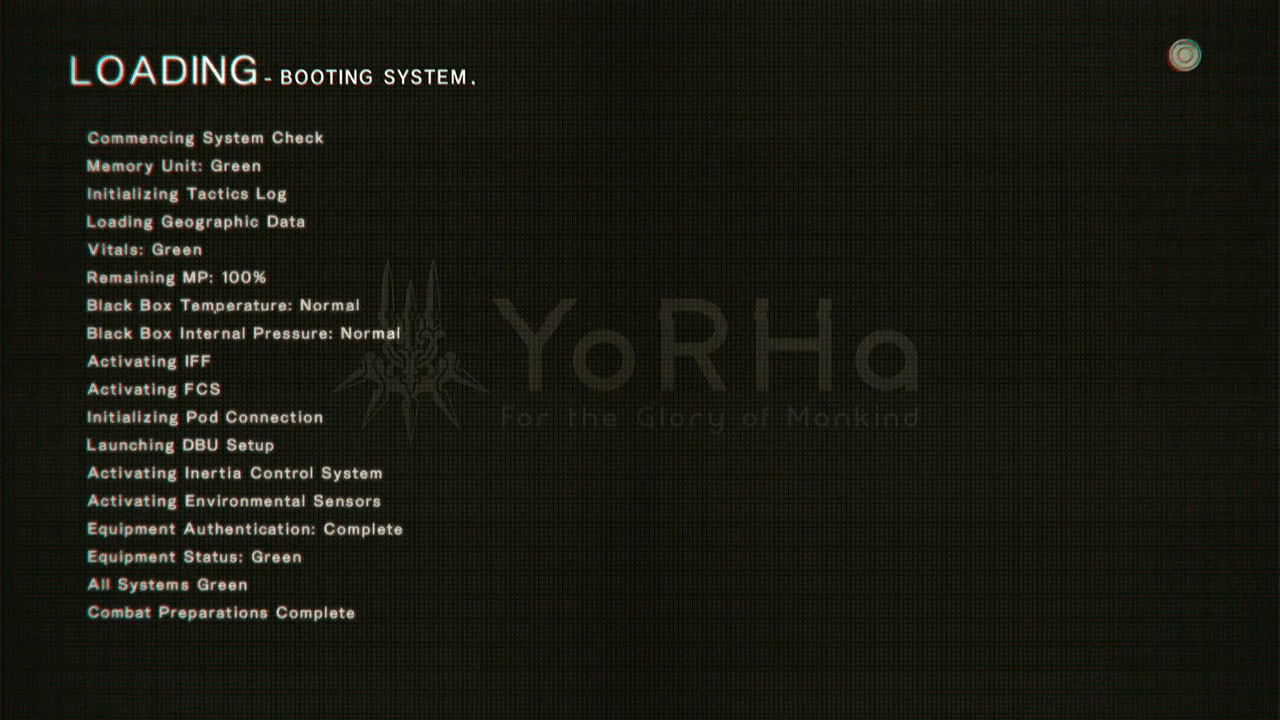 LOADING - BOOTING SYSTEM.
Commencing System Check
Memory Unit: Green
Initializing Tactics Log
Loading Geographic Data
Vitals: Green
Remaining MP: 100%
Black Box Temperature: Normal
Black Box Internal Pressure: Normal
Activating IFF
Activating FCS
Initializing Pod Connection
Launching DBU Setup
Activating Inertia Control System
Activating Environmental Sensors
Equipment Authentication: Complete
Equipment Status: Green
All Systems Green
Combat Preparations Complete
YoRHa
For the Glory of Mankind